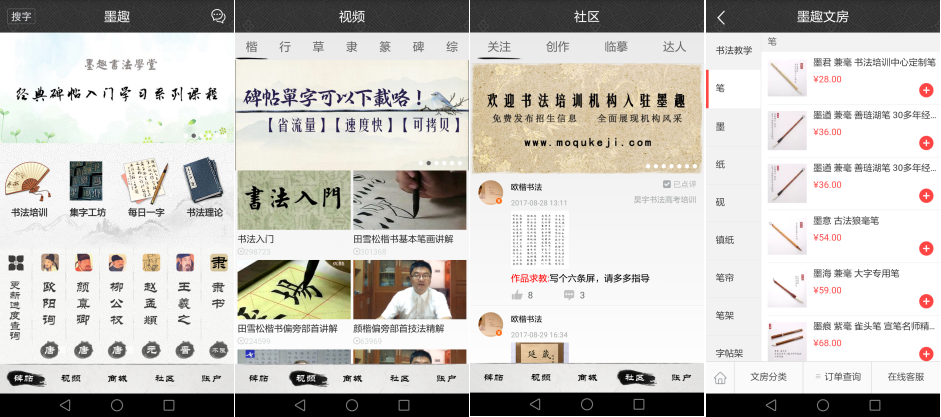 搜字
墨趣
墨趣書法學堂
经典碑帖入门学习系列课程
书法培训
集字工坊
每日一字
书法理论
更新进度查询
欧阳询
颜真卿
柳公权
赵孟頫
王羲之
隶书
唐
唐
唐
元
晋
碑帖
视频
商城
社区
账户
视频
楷
行
草
隶
篆
碑
综
碑帖單字可以下載咯！
【省流量】【速度快】【可拷贝】
書法入門
书法入门
田雪松楷书基本笔画讲解
田雪松楷书偏旁部首讲解
颜楷偏旁部首技法精解
224599
63969
碑帖
视频
商城
社区
账户
社区
关注
创作
临摹
达人
欢迎书法培训机构入驻墨趣
免费发布招生信息 全面展现机构风采
www.moqukeji.com
欧楷书法
已点评
2017-08-28 13:11
昊宇书法高考培训
作品求教:写个六条屏，请多多指导
8
3
欧楷书法
2017-08-29 16:34
碑帖
视频
商城
社区
账户
墨趣文房
书法教学
笔
墨
纸
砚
镇纸
笔帘
笔架
字帖架
笔
墨君 兼毫 书法培训中心定制笔
¥28.00
墨道 兼毫 善琏湖笔 30多年经...
¥36.00
墨道 兼毫 善琏湖笔 30多年经...
¥36.00
墨意 古法狼毫笔
¥54.00
墨海 兼毫 大字专用笔
¥59.00
墨痕 紫毫 雀头笔 宣笔名师精...
¥68.00
文房分类
订单查询
在线客服